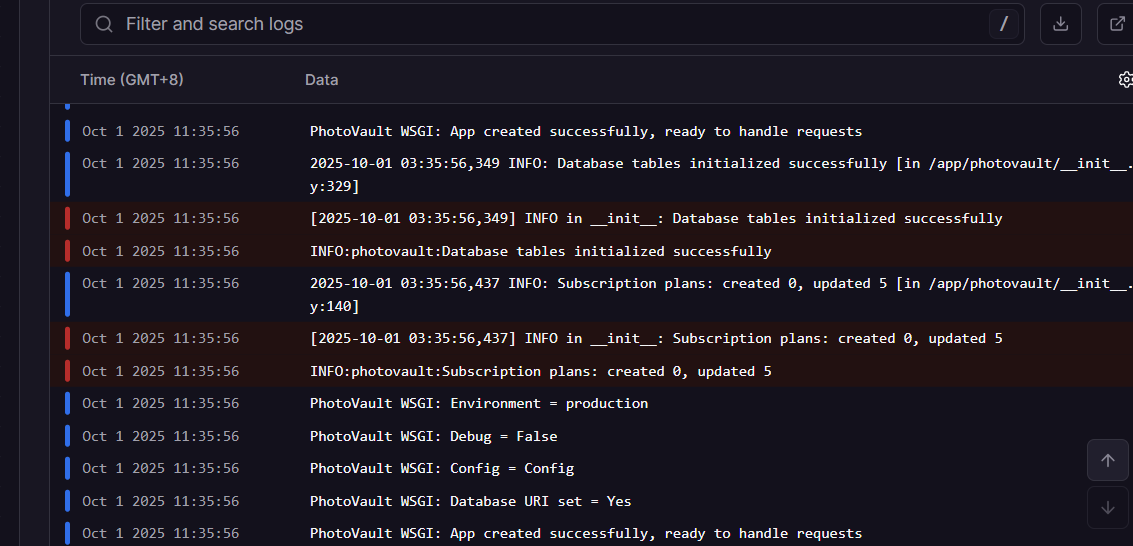 Filter and search logs /
Time (GMT+8) Data
Oct 1 2025 11:35:56 PhotoVault WSGI: App created successfully, ready to handle requests
Oct 1 2025 11:35:56 2025-10-01 03:35:56,349 INFO: Database tables initialized successfully [in /app/photovault/__init__.
y:329]
Oct 1 2025 11:35:56 [2025-10-01 03:35:56,349] INFO in __init__: Database tables initialized successfully
Oct 1 2025 11:35:56 INFO:photovault:Database tables initialized successfully
Oct 1 2025 11:35:56 2025-10-01 03:35:56,437 INFO: Subscription plans: created 0, updated 5 [in /app/photovault/__init__.
y:140]
Oct 1 2025 11:35:56 [2025-10-01 03:35:56,437] INFO in __init__: Subscription plans: created 0, updated 5
Oct 1 2025 11:35:56 INFO:photovault:Subscription plans: created 0, updated 5
Oct 1 2025 11:35:56 PhotoVault WSGI: Environment = production
Oct 1 2025 11:35:56 PhotoVault WSGI: Debug = False
Oct 1 2025 11:35:56 PhotoVault WSGI: Config = Config
Oct 1 2025 11:35:56 PhotoVault WSGI: Database URI set = Yes
Oct 1 2025 11:35:56 PhotoVault WSGI: App created successfully, ready to handle requests